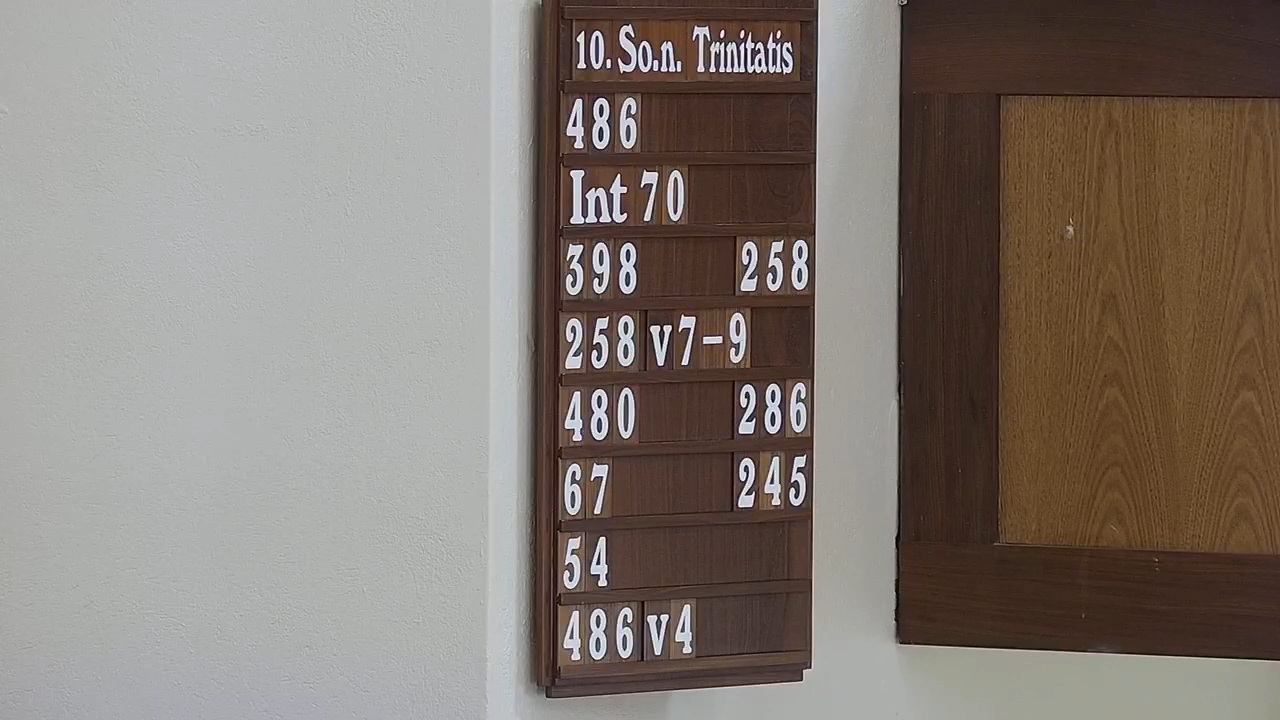 10. So.n. Trinitatis
486
Int 70
398 258
258 v7-9
480 286
67 245
54
486 v4